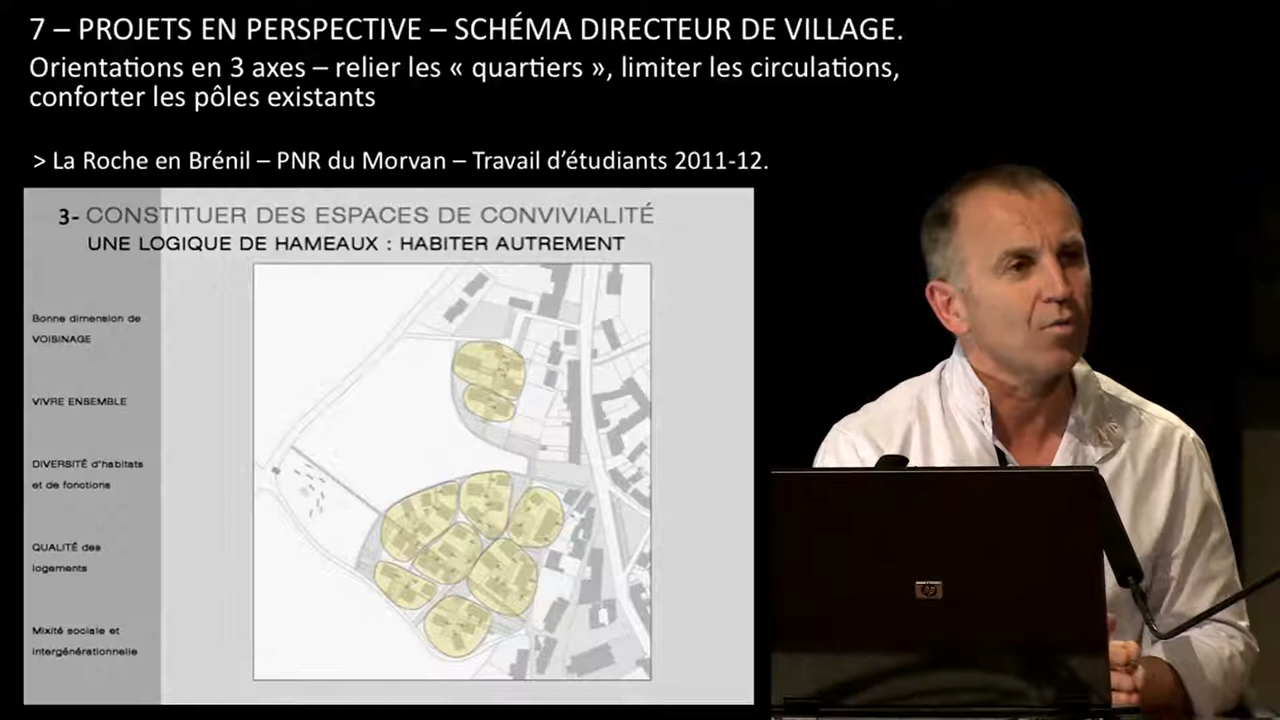 7 – PROJETS EN PERSPECTIVE – SCHÉMA DIRECTEUR DE VILLAGE.
Orientations en 3 axes – relier les « quartiers », limiter les circulations,
conforter les pôles existants
> La Roche en Brénil – PNR du Morvan – Travail d’étudiants 2011-12.
3- CONSTITUER DES ESPACES DE CONVIVIALITÉ
UNE LOGIQUE DE HAMEAUX : HABITER AUTREMENT
Bonne dimension de
VOISINAGE
VIVRE ENSEMBLE
DIVERSITÉ d'habitats
et de fonctions
QUALITÉ des
logements
Mixité sociale et
intergénérationnelle
hp